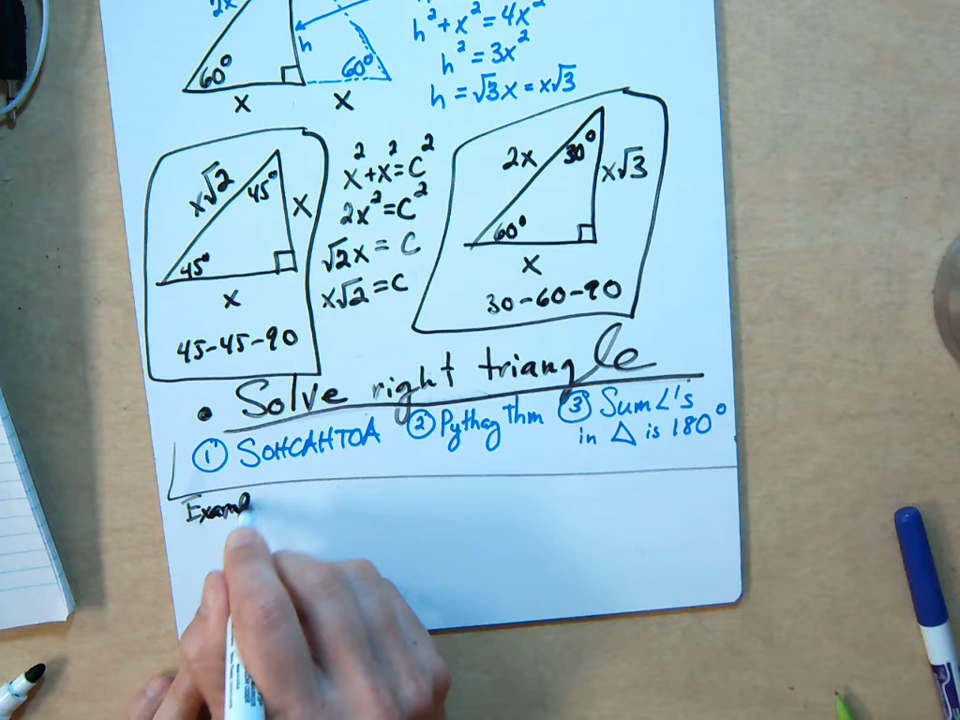 2x
h
60° 60°
x x
h² + x² = 4x²
h² = 3x²
h = √3x = x√3
x√2 45° x
45°
x
45-45-90
x² + x² = c²
2x² = c²
√2x = c
x√2 = c
2x 30° x√3
60°
x
30-60-90
• Solve right triangle
① SOHCAHTOA ② Pythag Thm ③ Sum ∠'s
in △ is 180°
Examp